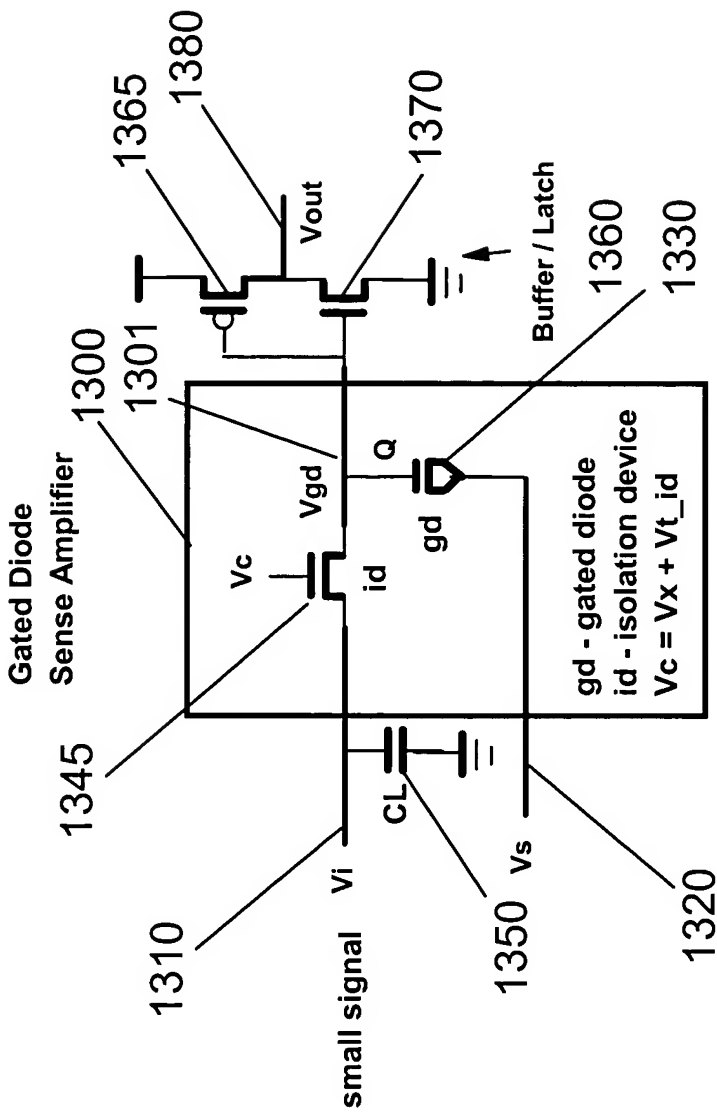 Gated Diode
Sense Amplifier
1300
1301
1365
1380
1345
Vc
Vgd
Vout
1310
id
Q
1370
Vi
small signal
CL
gd
Buffer / Latch
1360
1330
1350
Vs
1320
gd - gated diode
id - isolation device
Vc = Vx + Vt_id